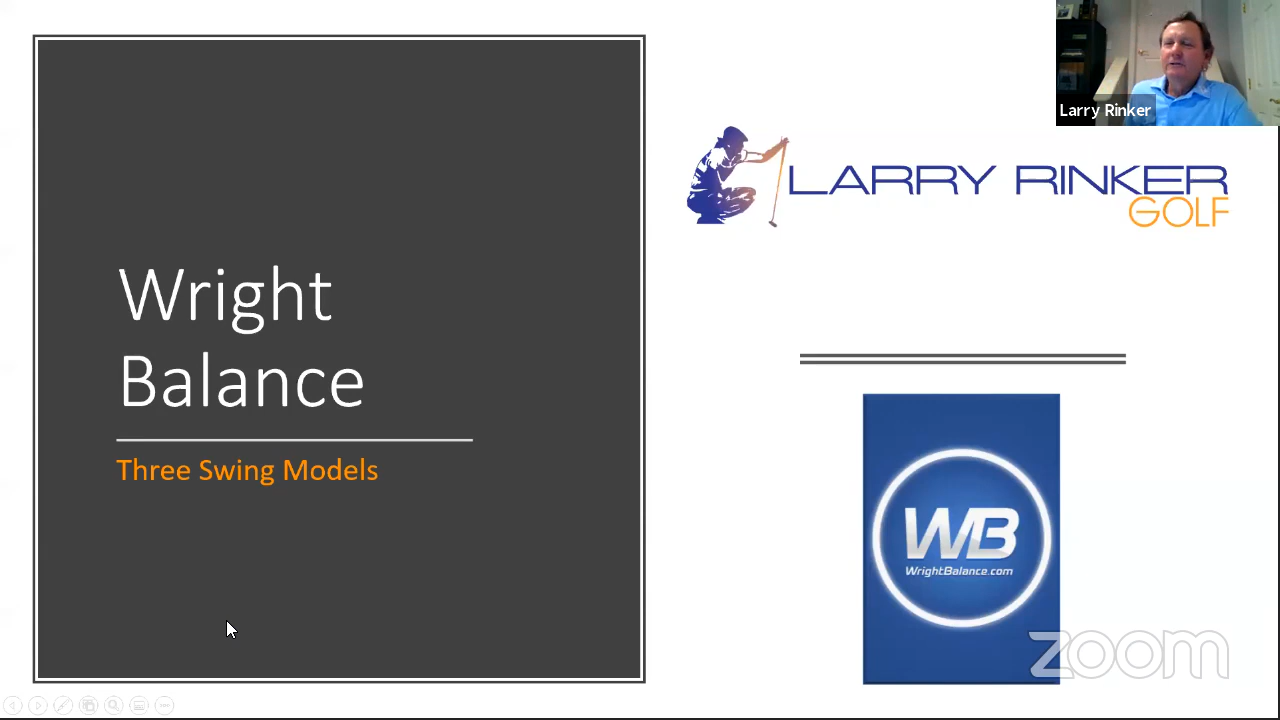 Larry Rinker
LARRY RINKER
GOLF
Wright
Balance
Three Swing Models
WB
WrightBalance.com
zoom